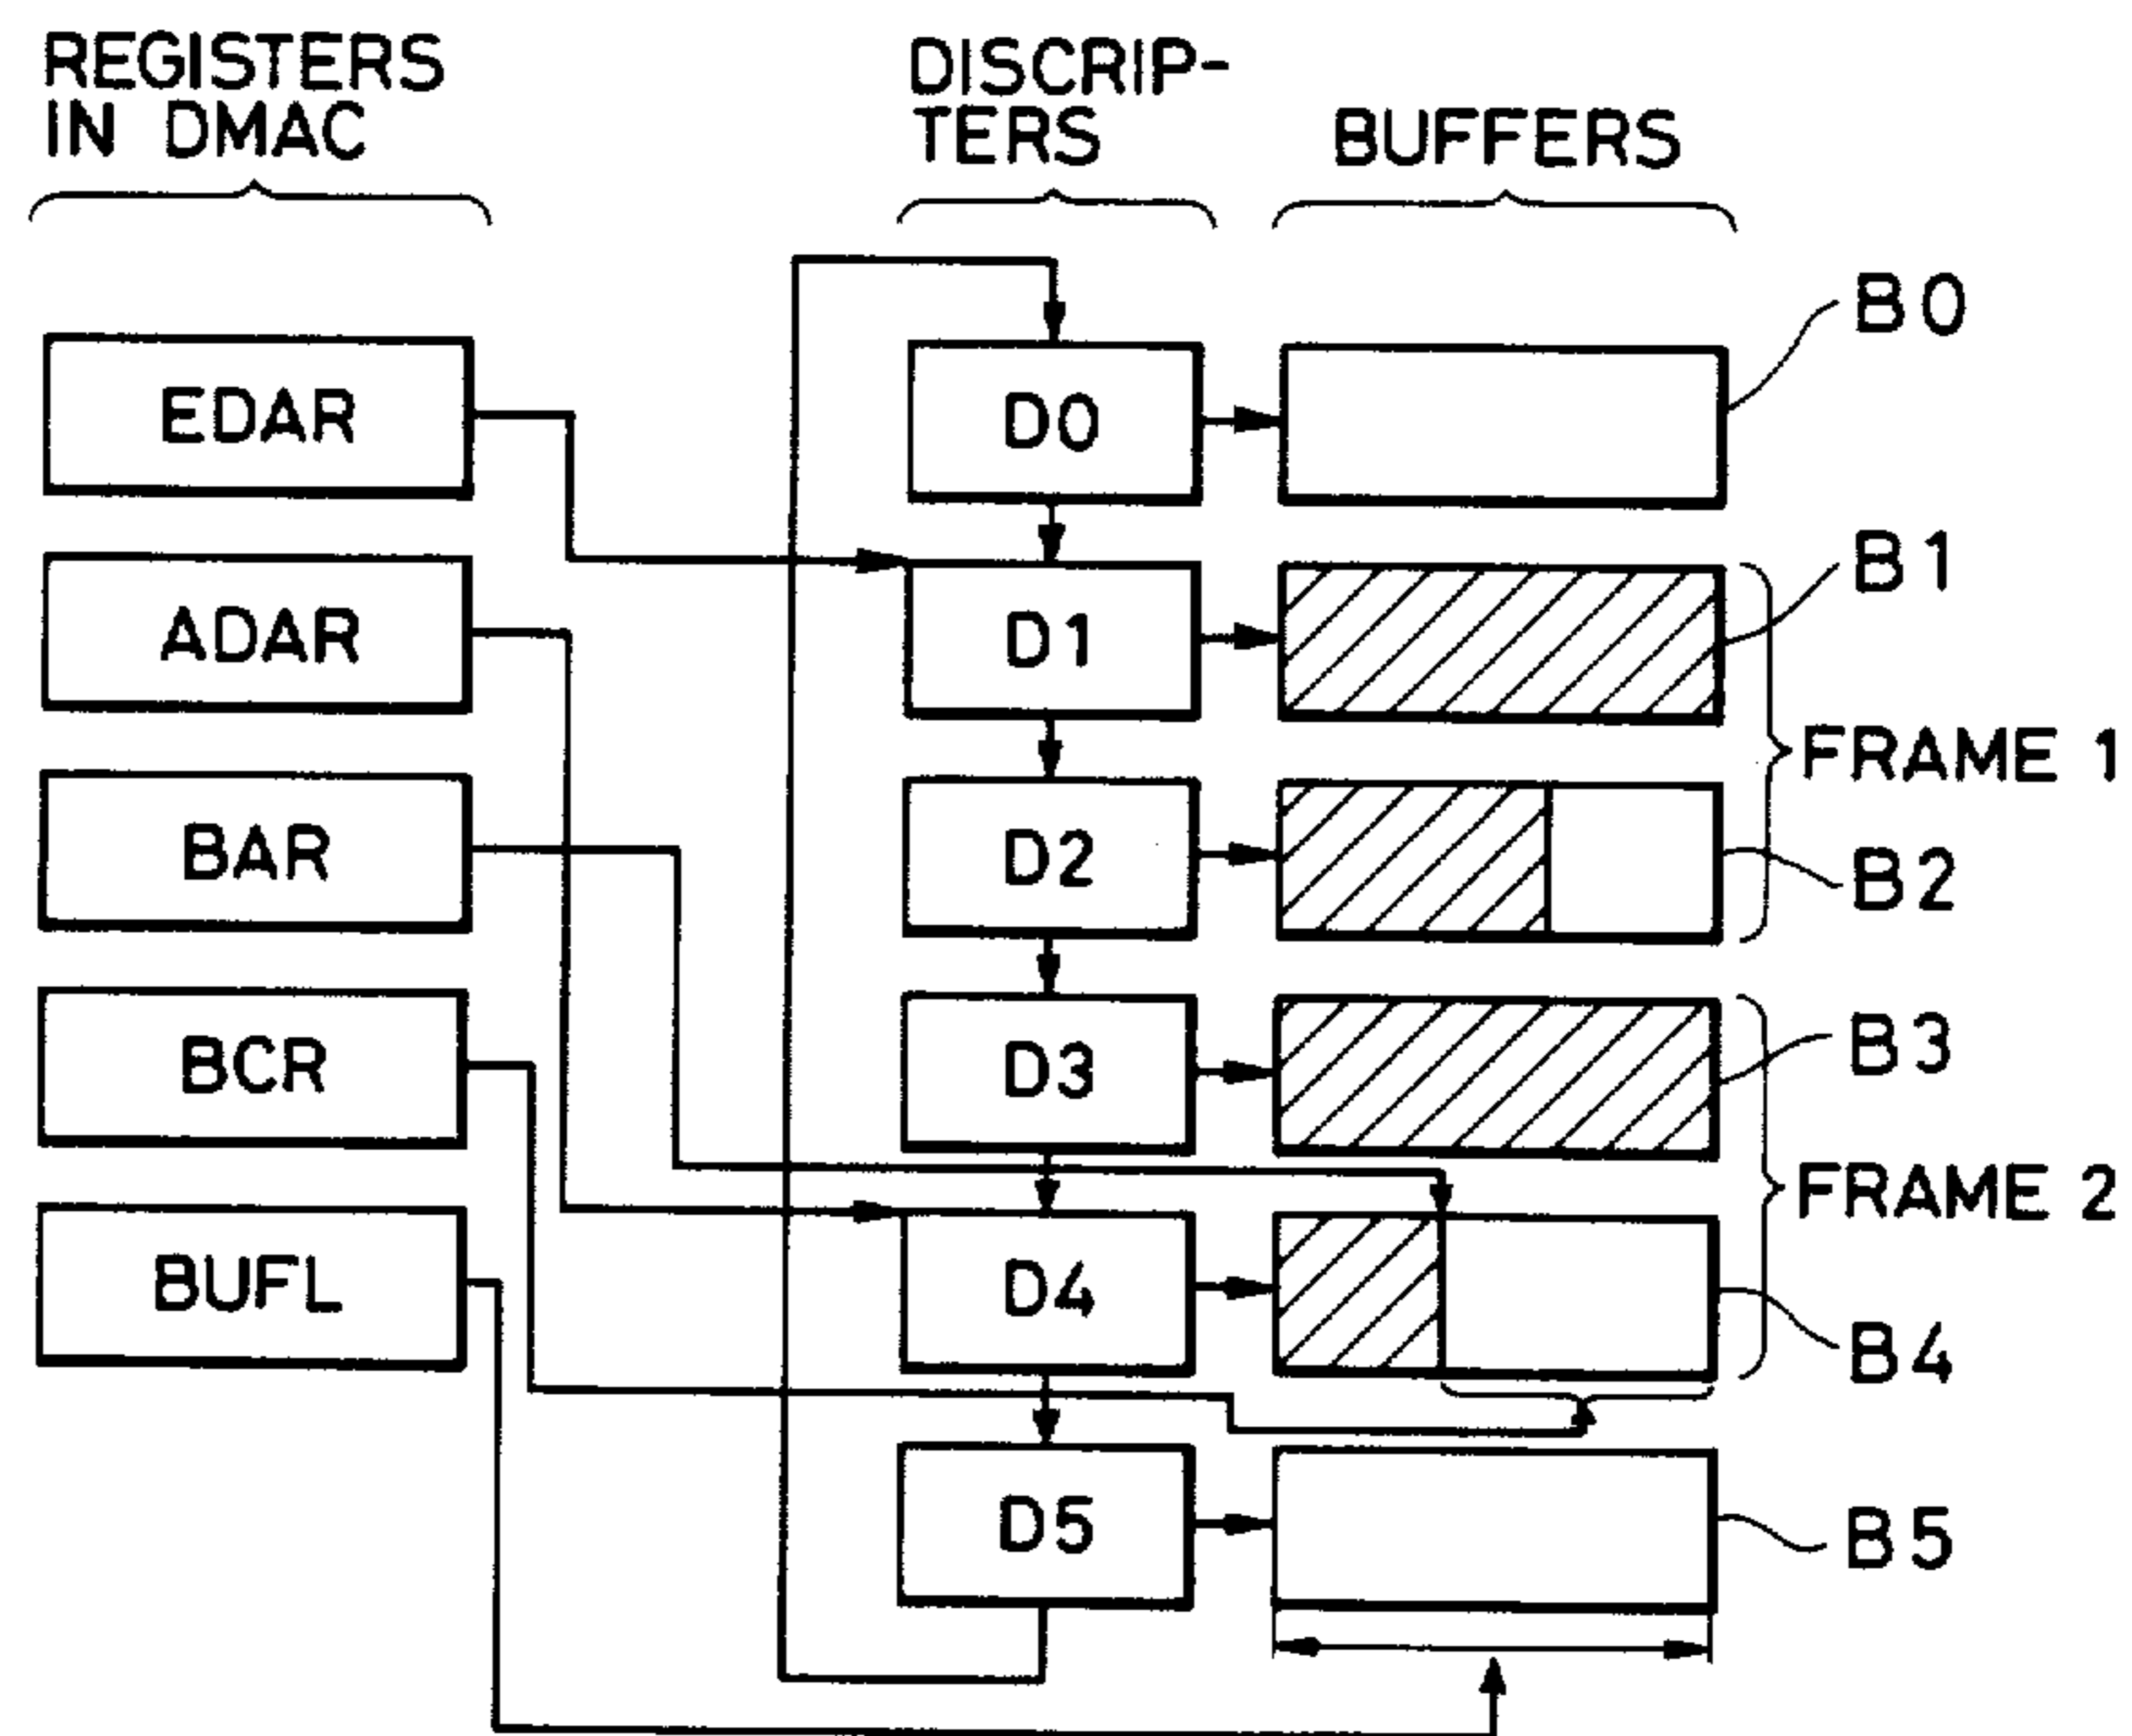 REGISTERS
IN DMAC
DISCRIP-
TERS
BUFFERS
B0
EDAR
D0
B1
ADAR
D1
FRAME 1
BAR
D2
B2
BCR
D3
B3
FRAME 2
BUFL
D4
B4
D5
B5